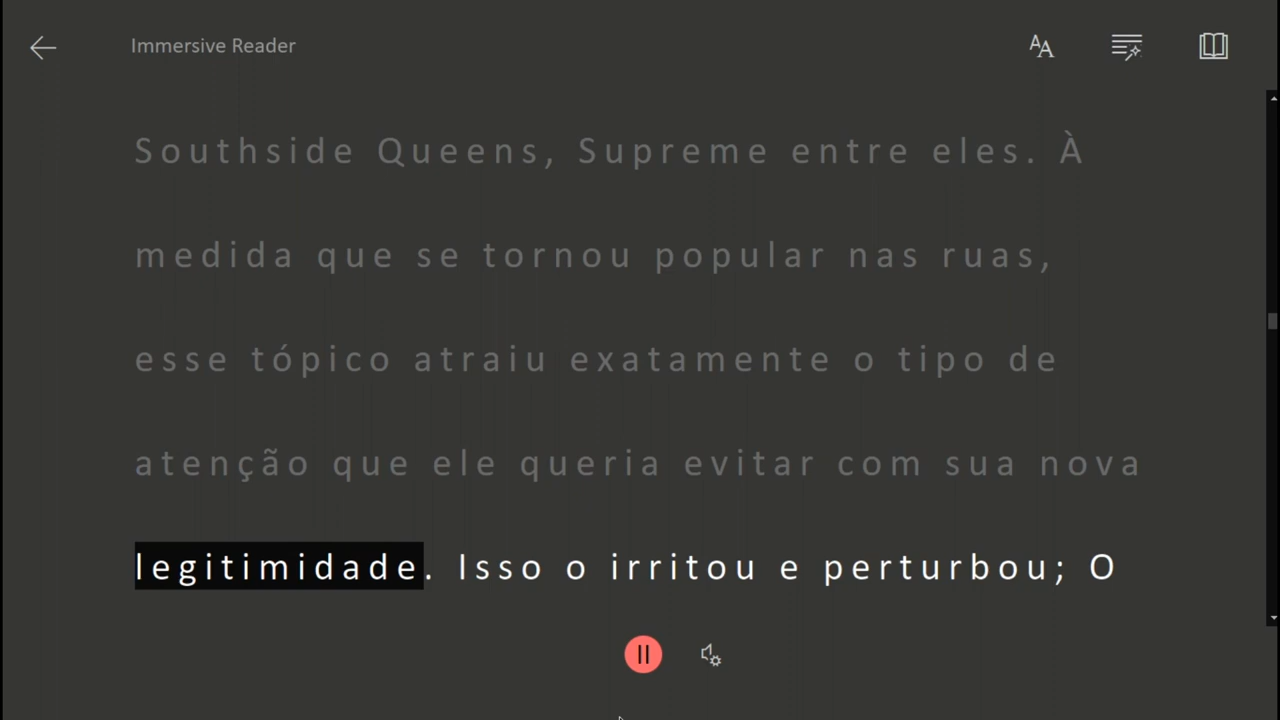 Immersive Reader
Southside Queens, Supreme entre eles. À
medida que se tornou popular nas ruas,
esse tópico atraiu exatamente o tipo de
atenção que ele queria evitar com sua nova
legitimidade. Isso o irritou e perturbou; O